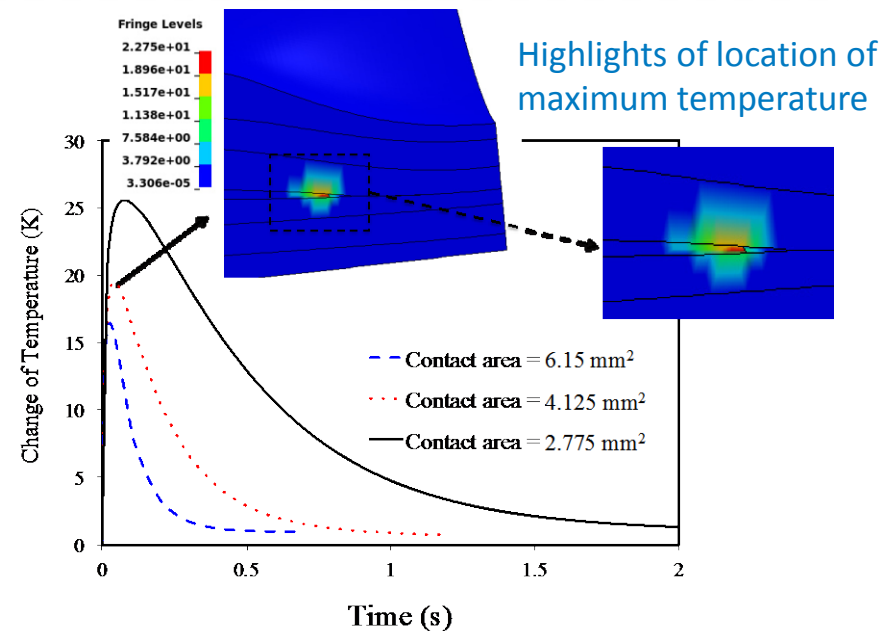 Fringe Levels
2.275e+01
1.896e+01
1.517e+01
1.138e+01
7.584e+00
3.792e+00
3.306e-05
Highlights of location of
maximum temperature
Change of Temperature (K)
30
25
20
15
10
5
0
Contact area = 6.15 mm²
Contact area = 4.125 mm²
Contact area = 2.775 mm²
0 0.5 1 1.5 2
Time (s)